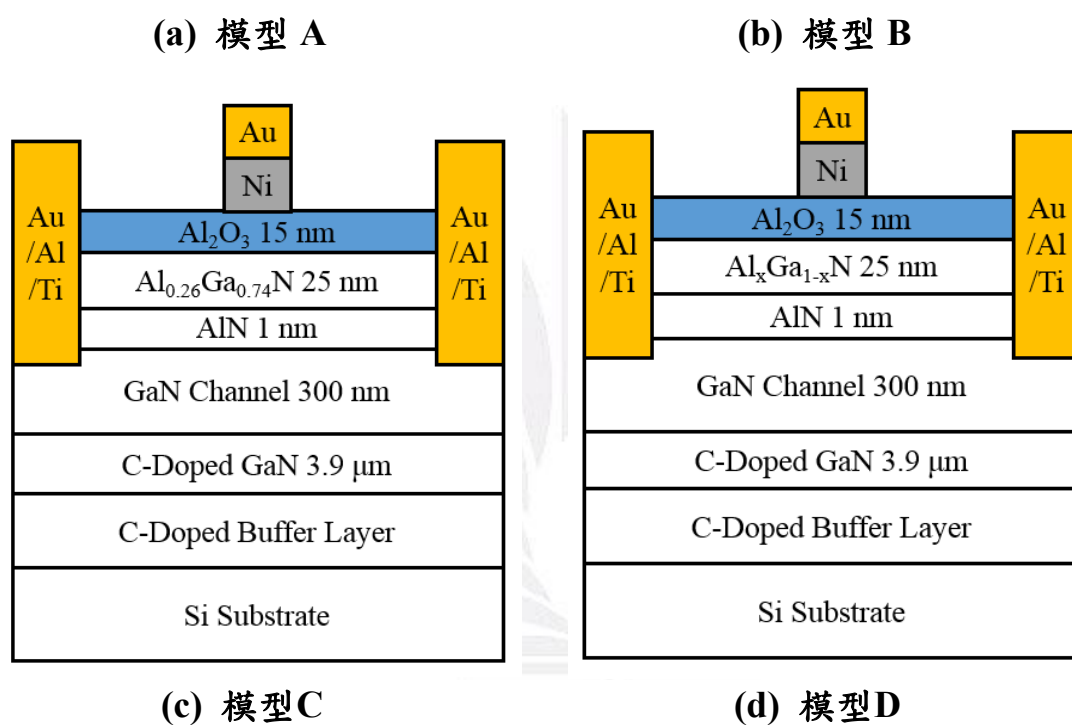 (a) 模型 A
(b) 模型 B
Au
Ni
Au
/Al
/Ti
Au
/Al
/Ti
Al₂O₃ 15 nm
Al₀.₂₆Ga₀.₇₄N 25 nm
AlN 1 nm
GaN Channel 300 nm
C-Doped GaN 3.9 μm
C-Doped Buffer Layer
Si Substrate
Au
Ni
Au
/Al
/Ti
Au
/Al
/Ti
Al₂O₃ 15 nm
AlₓGa₁₋ₓN 25 nm
AlN 1 nm
GaN Channel 300 nm
C-Doped GaN 3.9 μm
C-Doped Buffer Layer
Si Substrate
(c) 模型C
(d) 模型D